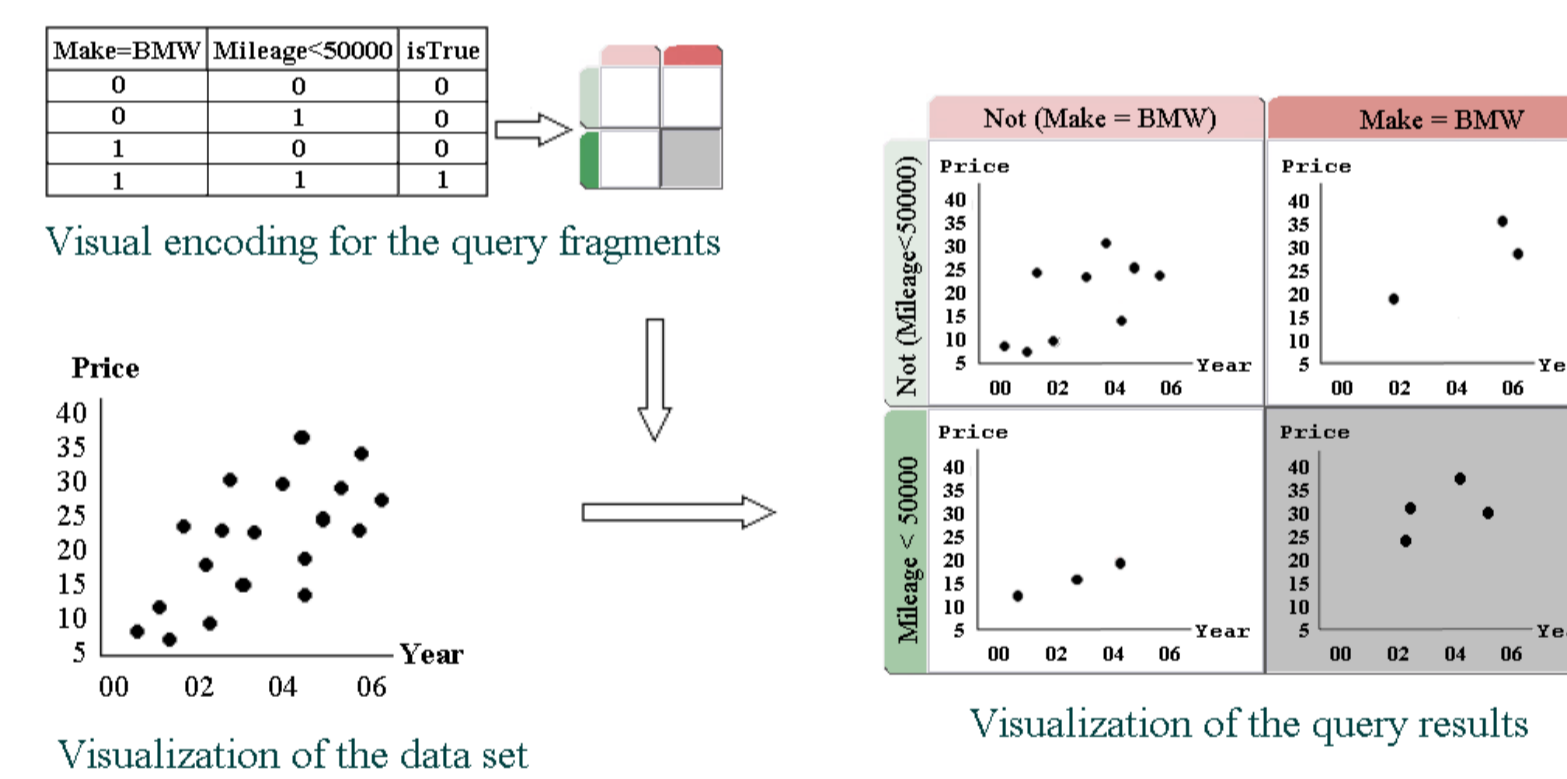 Make=BMW Mileage<50000 isTrue
0 0 0
0 1 0
1 0 0
1 1 1
Visual encoding for the query fragments
Price
40
35
30
25
20
15
10
5
Year
00 02 04 06
Visualization of the data set
Not (Make = BMW) Make = BMW
Not (Mileage<50000)
Price
40
35
30
25
20
15
10
5
Year
00 02 04 06
Price
40
35
30
25
20
15
10
5
Ye
00 02 04 06
Mileage < 50000
Price
40
35
30
25
20
15
10
5
Year
00 02 04 06
Price
40
35
30
25
20
15
10
5
Yea
00 02 04 06
Visualization of the query results